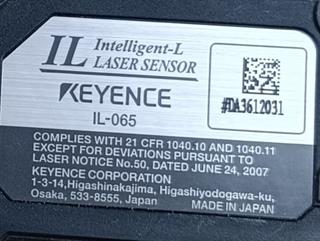 IL Intelligent-L
LASER SENSOR
KEYENCE
IL-065
#DA3612031
COMPLIES WITH 21 CFR 1040.10 AND 1040.11
EXCEPT FOR DEVIATIONS PURSUANT TO
LASER NOTICE No.50, DATED JUNE 24, 2007
KEYENCE CORPORATION
1-3-14,Higashinakajima, Higashiyodogawa-ku,
Osaka, 533-8555, Japan MADE IN JAPAN